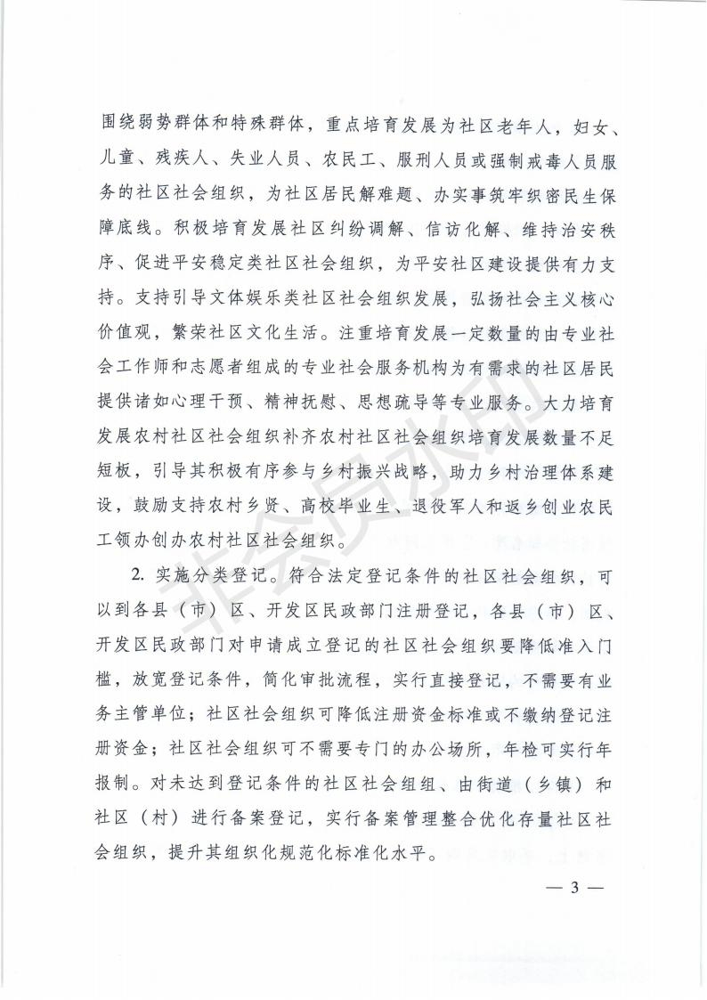 围绕弱势群体和特殊群体，重点培育发展为社区老年人，妇女、
儿童、残疾人、失业人员、农民工、服刑人员或强制戒毒人员服
务的社区社会组织，为社区居民解难题、办实事筑牢织密民生保
障底线。积极培育发展社区纠纷调解、信访化解、维持治安秩
序、促进平安稳定类社区社会组织，为平安社区建设提供有力支
持。支持引导文体娱乐类社区社会组织发展，弘扬社会主义核心
价值观，繁荣社区文化生活。注重培育发展一定数量的由专业社
会工作师和志愿者组成的专业社会服务机构为有需求的社区居民
提供诸如心理干预、精神抚慰、思想疏导等专业服务。大力培育
发展农村社区社会组织补齐农村社区社会组织培育发展数量不足
短板，引导其积极有序参与乡村振兴战略，助力乡村治理体系建
设，鼓励支持农村乡贤、高校毕业生、退役军人和返乡创业农民
工领办创办农村社区社会组织。
2. 实施分类登记。符合法定登记条件的社区社会组织，可
以到各县（市）区、开发区民政部门注册登记，各县（市）区、
开发区民政部门对申请成立登记的社区社会组织要降低准入门
槛，放宽登记条件，简化审批流程，实行直接登记，不需要有业
务主管单位；社区社会组织可降低注册资金标准或不缴纳登记注
册资金；社区社会组织可不需要专门的办公场所，年检可实行年
报制。对未达到登记条件的社区社会组组、由街道（乡镇）和
社区（村）进行备案登记，实行备案管理整合优化存量社区社
会组织，提升其组织化规范化标准化水平。
— 3 —
非会员水印